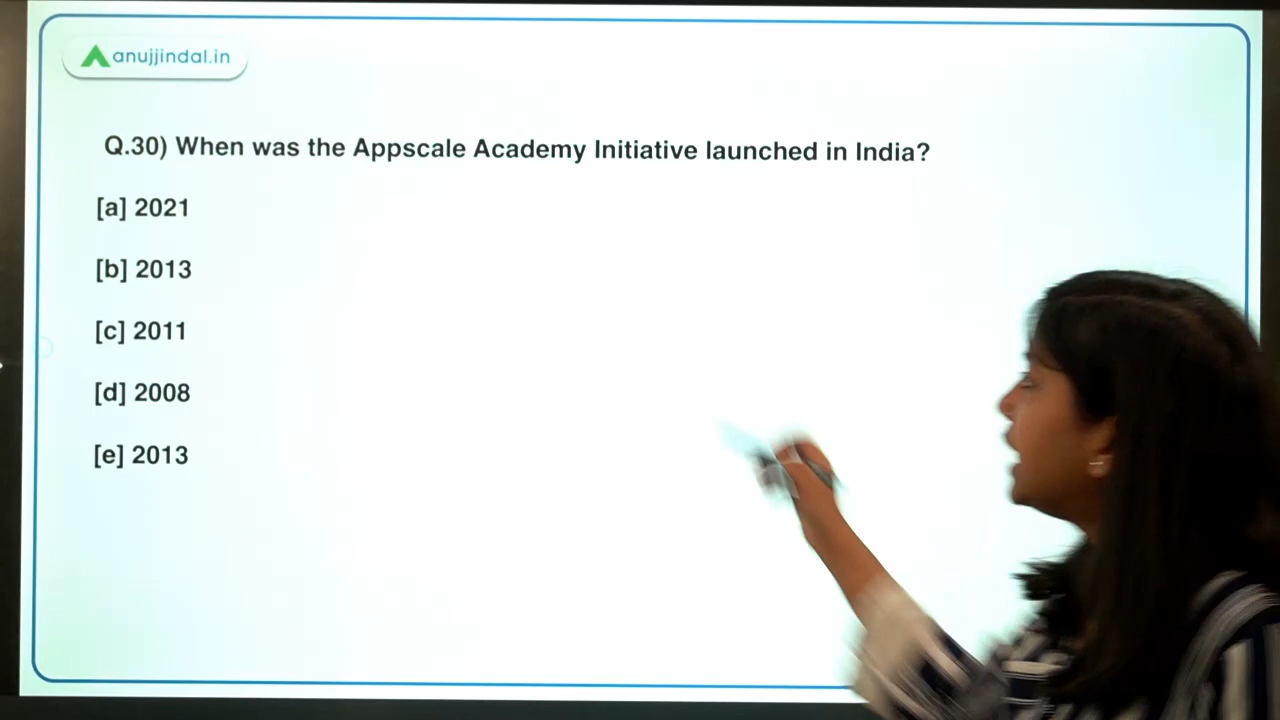 anujjindal.in
Q.30) When was the Appscale Academy Initiative launched in India?
[a] 2021
[b] 2013
[c] 2011
[d] 2008
[e] 2013